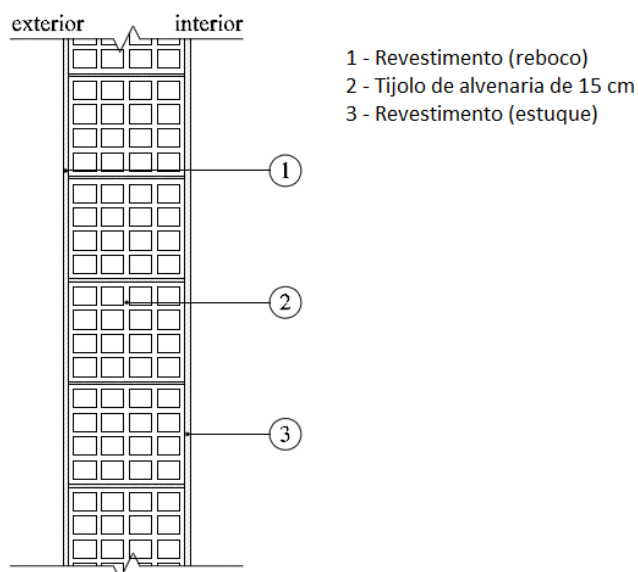 exterior interior
1 - Revestimento (reboco)
2 - Tijolo de alvenaria de 15 cm
3 - Revestimento (estuque)
1
2
3